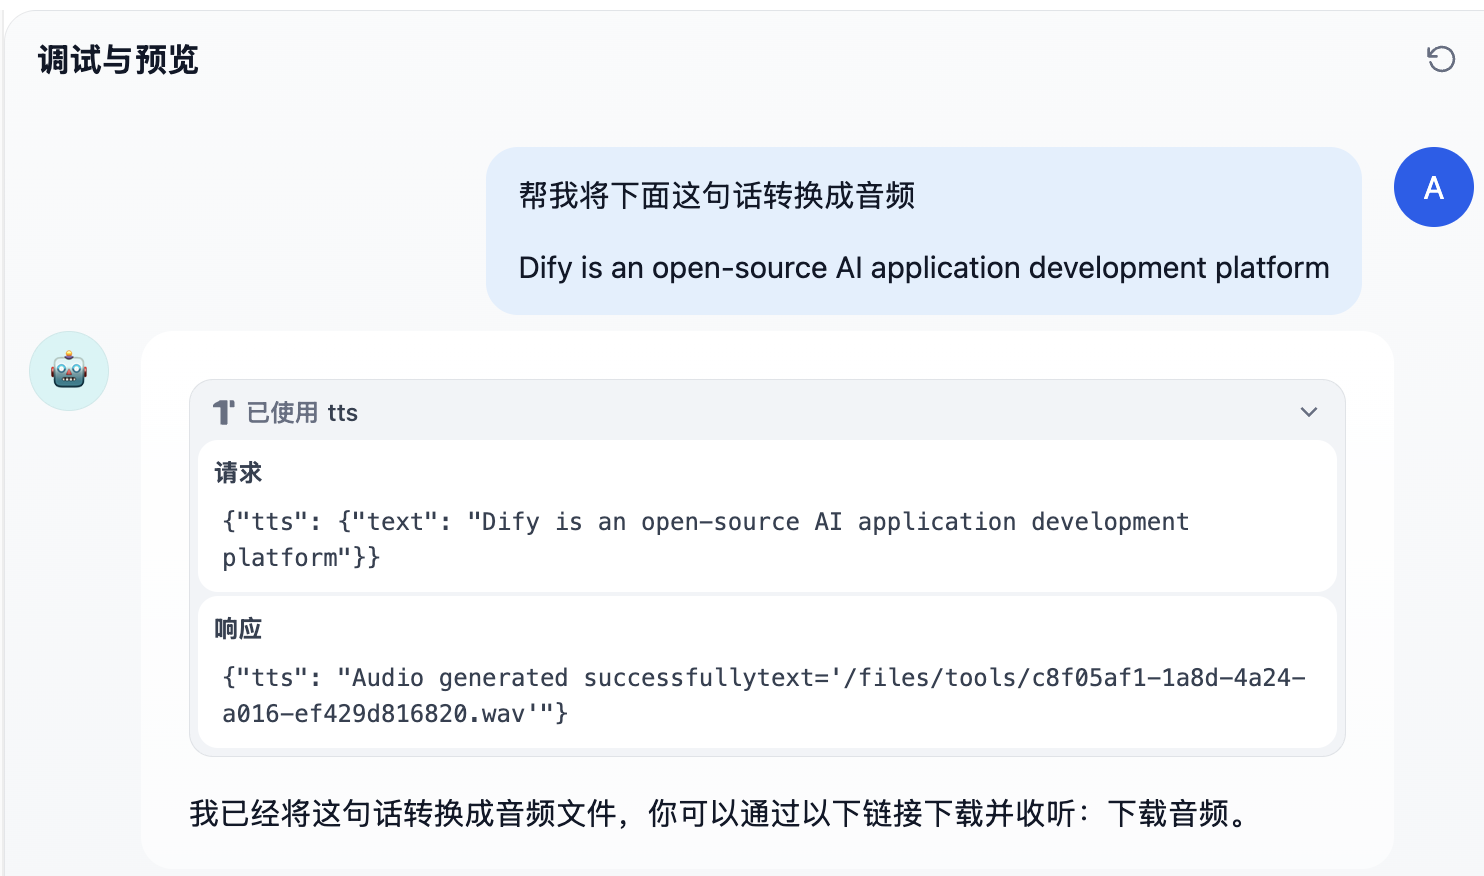 调试与预览
帮我将下面这句话转换成音频
A
Dify is an open-source AI application development platform
已使用 tts
请求
{"tts": {"text": "Dify is an open-source AI application development
platform"}}
响应
{"tts": "Audio generated successfullytext='/files/tools/c8f05af1-1a8d-4a24-
a016-ef429d816820.wav'"}
我已经将这句话转换成音频文件，你可以通过以下链接下载并收听：下载音频。